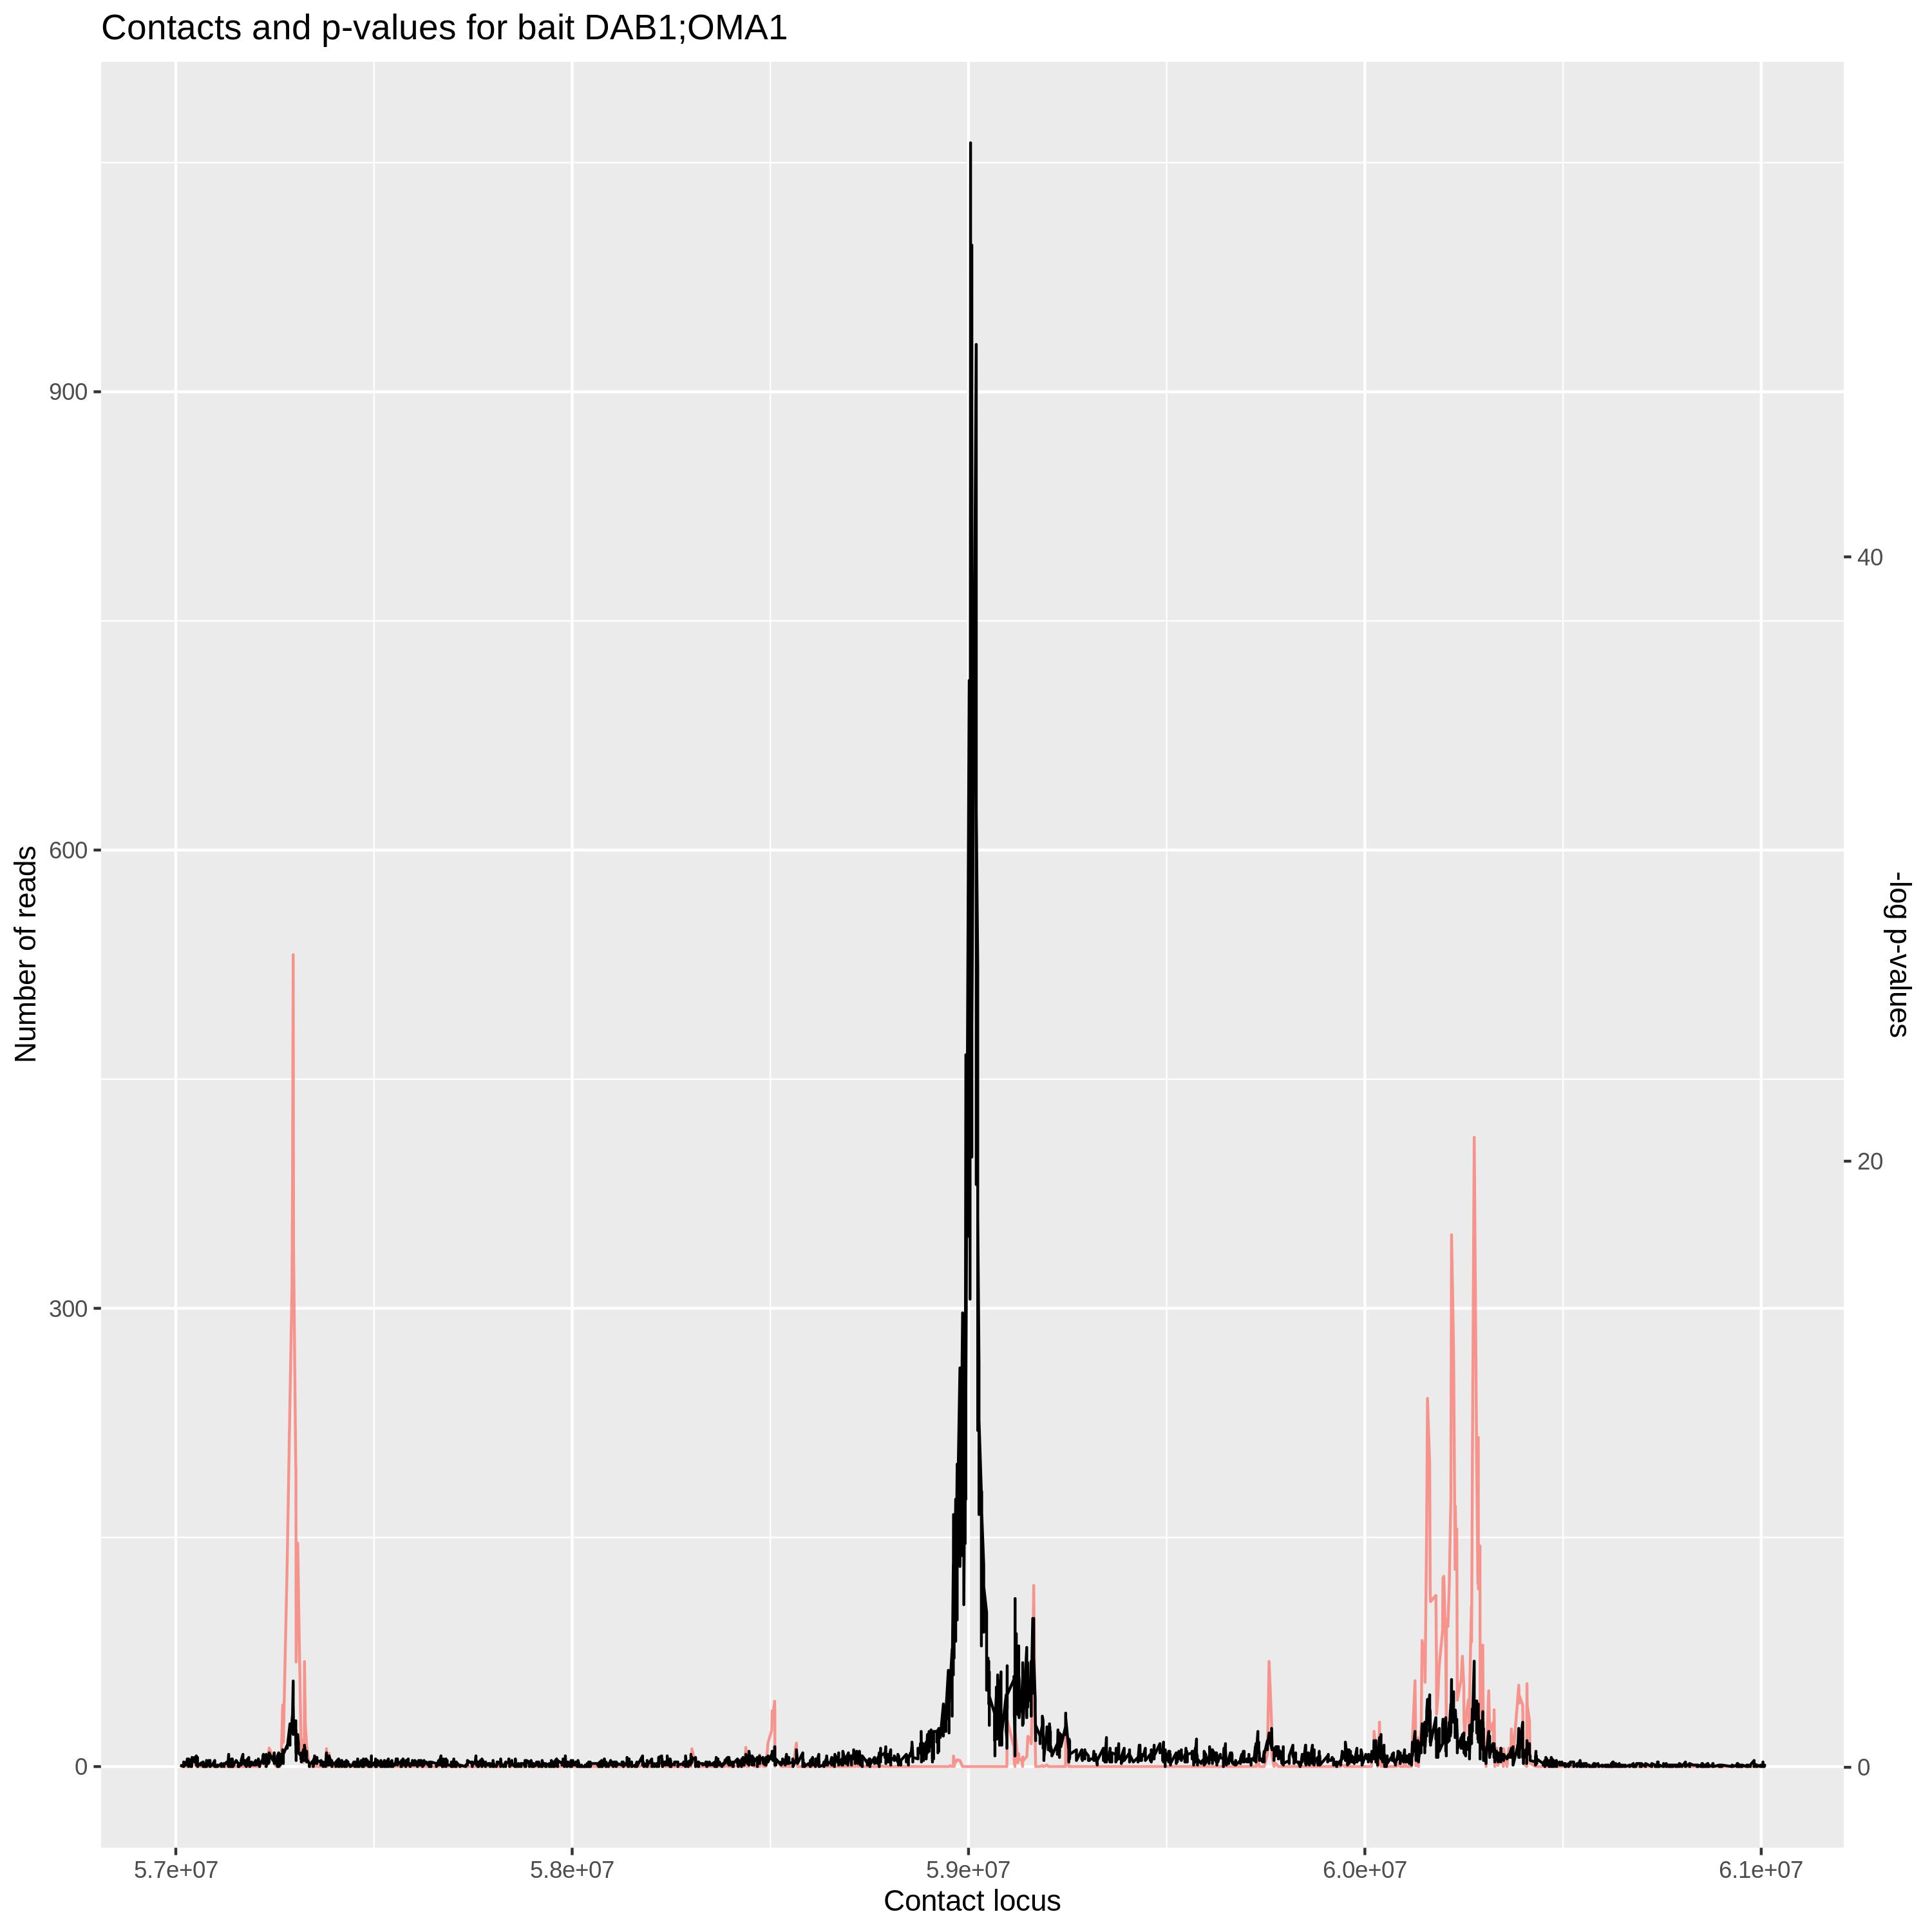 Contacts and p-values for bait DAB1;OMA1
Number of reads
900
600
300
0
40
20
0
-log p-values
5.7e+07 5.8e+07 5.9e+07 6.0e+07 6.1e+07
Contact locus